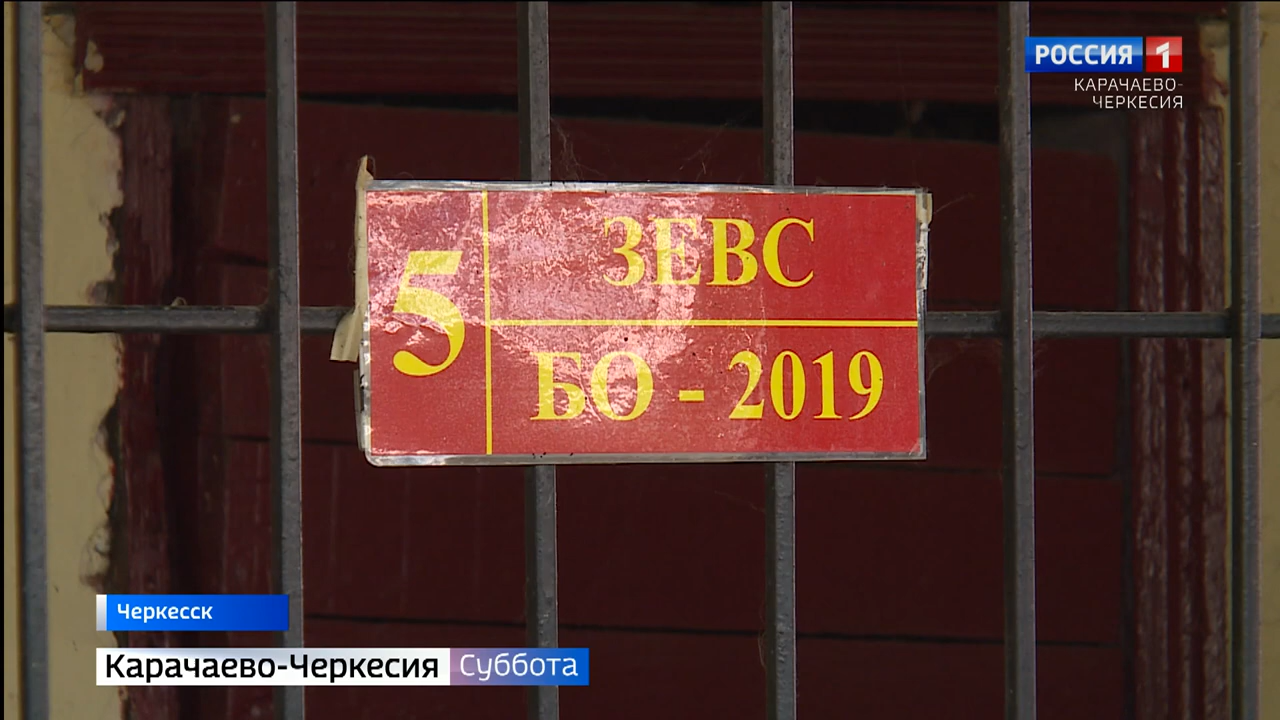 РОССИЯ 1
КАРАЧАЕВО-
ЧЕРКЕСИЯ
5
ЗЕВС
БО - 2019
Черкесск
Карачаево-Черкесия Суббота